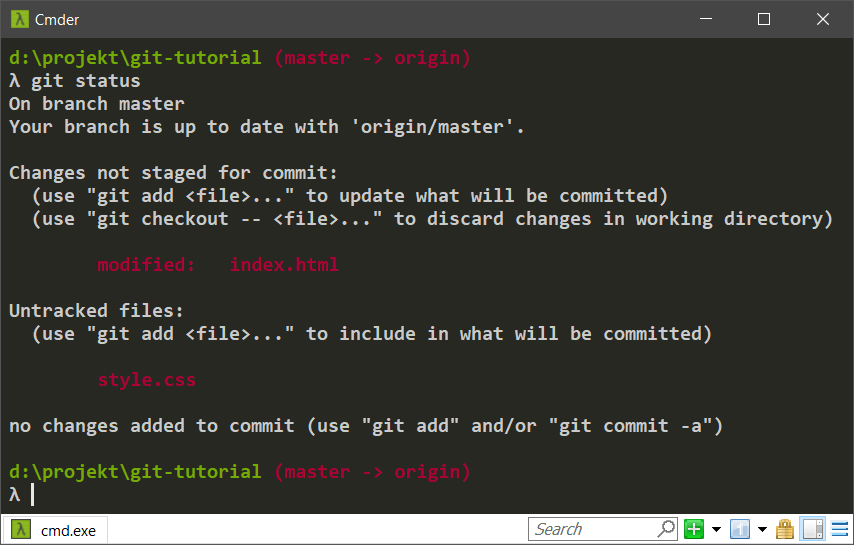 Cmder
d:\projekt\git-tutorial (master -> origin)
λ git status
On branch master
Your branch is up to date with 'origin/master'.
Changes not staged for commit:
(use "git add <file>..." to update what will be committed)
(use "git checkout -- <file>..." to discard changes in working directory)
modified: index.html
Untracked files:
(use "git add <file>..." to include in what will be committed)
style.css
no changes added to commit (use "git add" and/or "git commit -a")
d:\projekt\git-tutorial (master -> origin)
λ
cmd.exe
Search